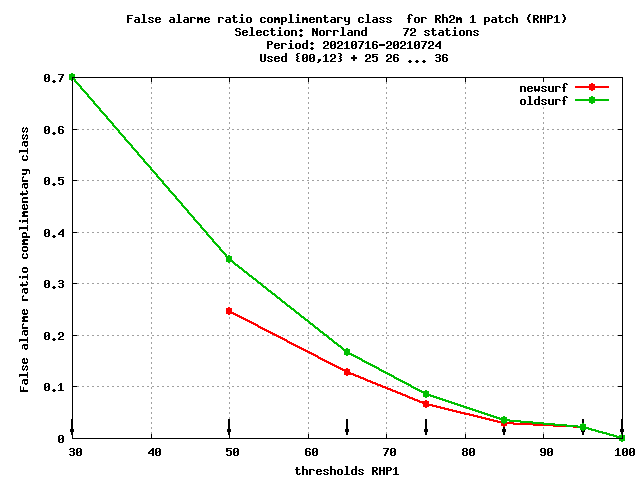 False alarme ratio complimentary class  for Rh2m 1 patch (RHP1)
Selection: Norrland     72 stations
Period: 20210716-20210724
Used {00,12} + 25 26 ... 36
newsurf
oldsurf
False alarme ratio complimentary class
0.7
0.6
0.5
0.4
0.3
0.2
0.1
0
30 40 50 60 70 80 90 100
thresholds RHP1